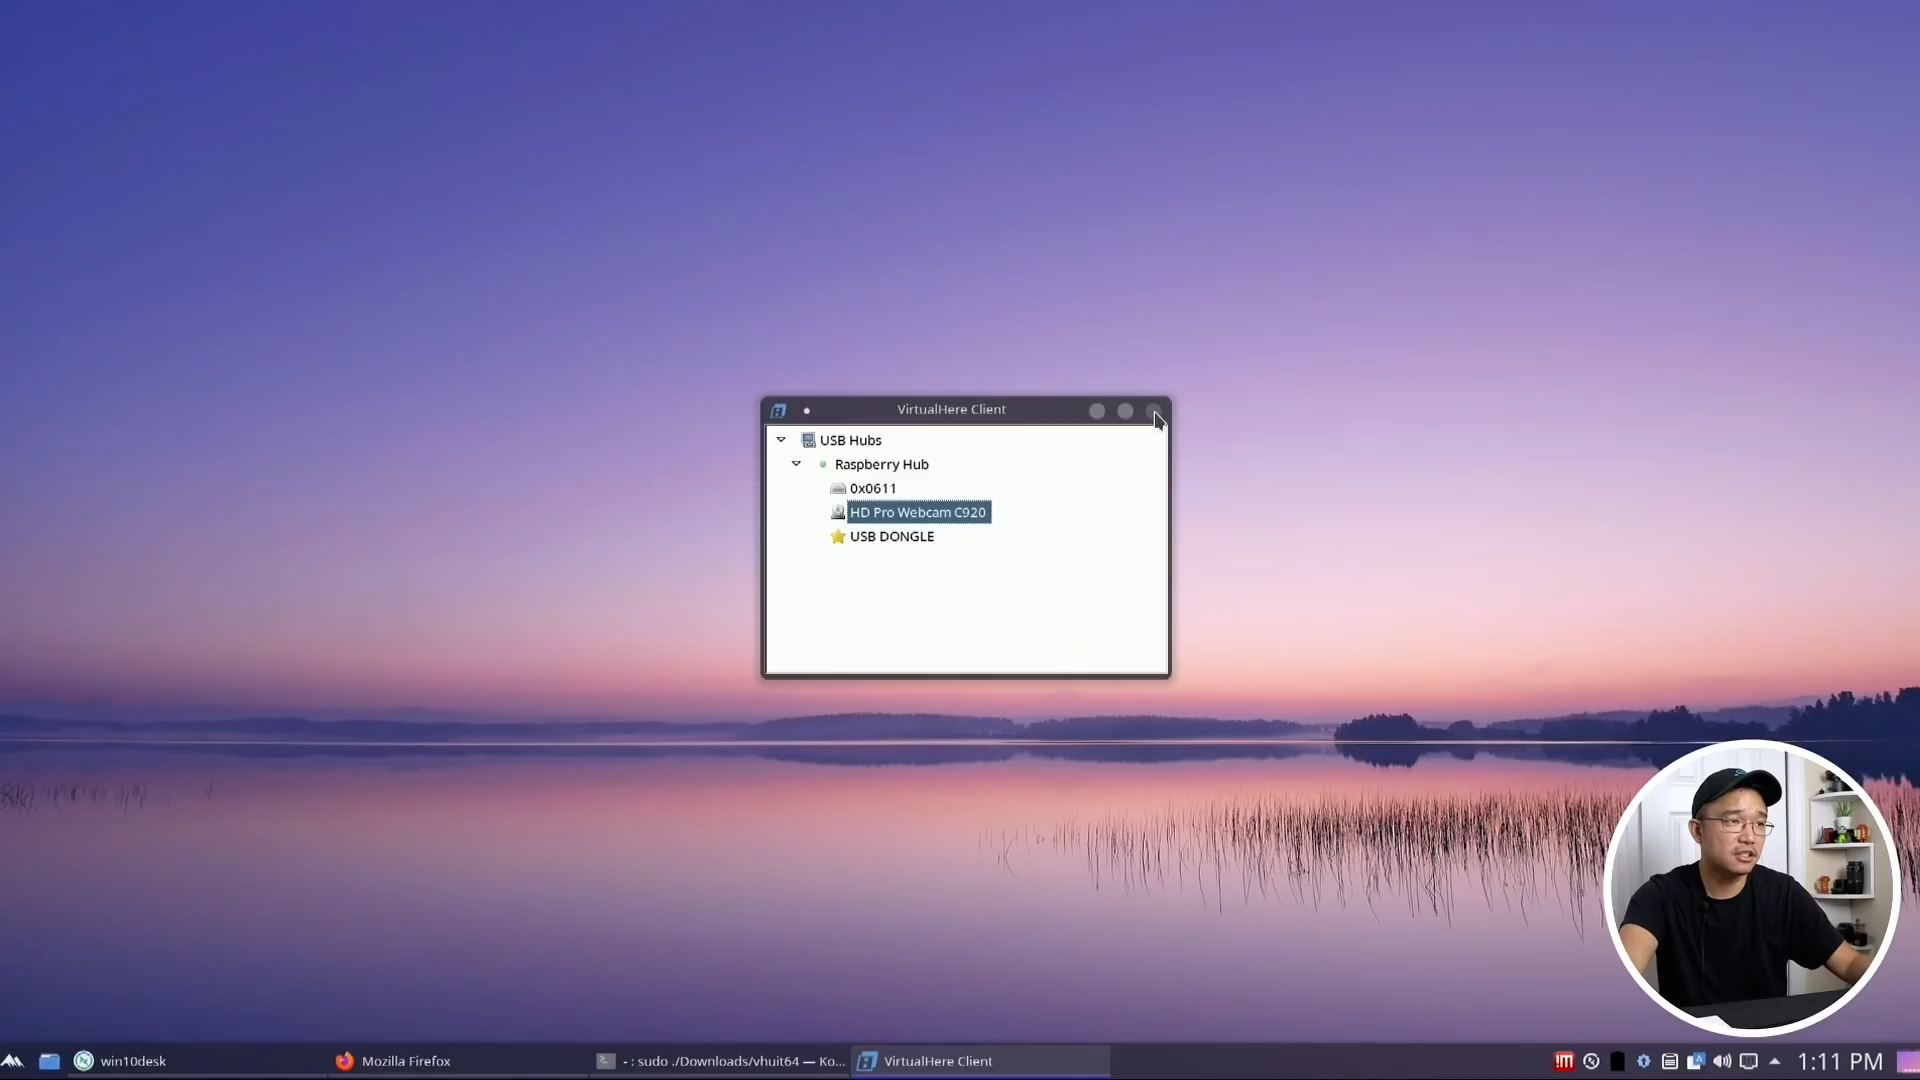 VirtualHere Client
USB Hubs
Raspberry Hub
0x0611
HD Pro Webcam C920
USB DONGLE
win10desk
Mozilla Firefox
- : sudo ./Downloads/vhuit64 — Ko...
VirtualHere Client
1:11 PM